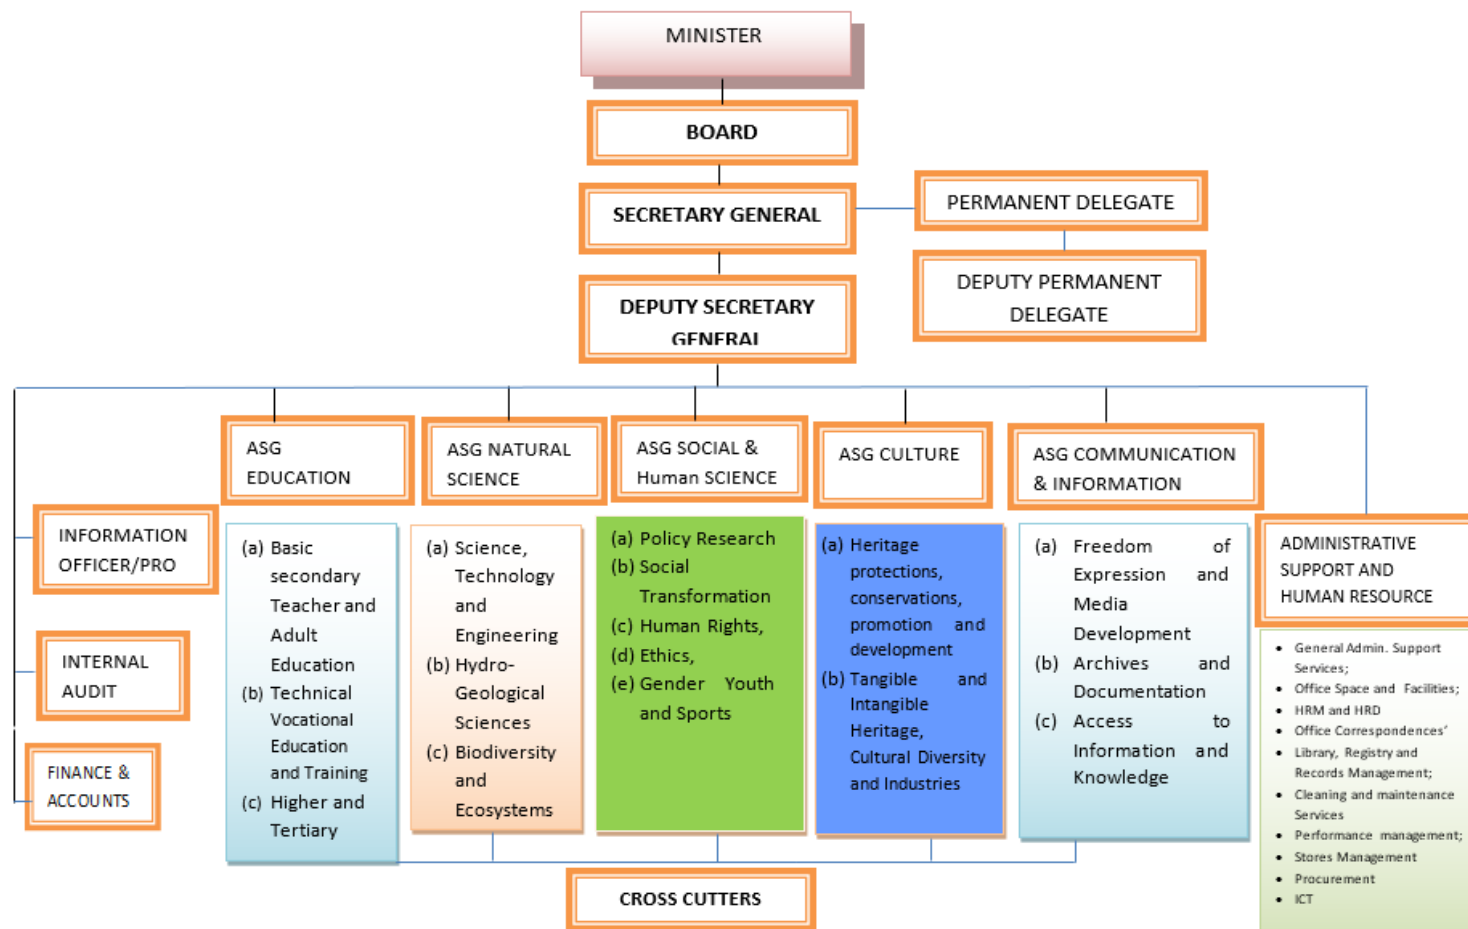 MINISTER
BOARD
SECRETARY GENERAL
PERMANENT DELEGATE
DEPUTY PERMANENT
DELEGATE
DEPUTY SECRETARY
GENERAL
ASG
EDUCATION
ASG NATURAL
SCIENCE
ASG SOCIAL &
Human SCIENCE
ASG CULTURE
ASG COMMUNICATION
& INFORMATION
INFORMATION
OFFICER/PRO
INTERNAL
AUDIT
FINANCE &
ACCOUNTS
(a) Basic
secondary
Teacher and
Adult
Education
(b) Technical
Vocational
Education
and Training
(c) Higher and
Tertiary
(a) Science,
Technology
and
Engineering
(b) Hydro-
Geological
Sciences
(c) Biodiversity
and
Ecosystems
(a) Policy Research
(b) Social
Transformation
(c) Human Rights,
(d) Ethics,
(e) Gender Youth
and Sports
(a) Heritage
protections,
conservations,
promotion and
development
(b) Tangible and
Intangible
Heritage,
Cultural Diversity
and Industries
(a) Freedom of
Expression and
Media
Development
(b) Archives and
Documentation
(c) Access to
Information and
Knowledge
ADMINISTRATIVE
SUPPORT AND
HUMAN RESOURCE
• General Admin. Support
Services;
• Office Space and Facilities;
• HRM and HRD
• Office Correspondences’
• Library, Registry and
Records Management;
• Cleaning and maintenance
Services
• Performance management;
• Stores Management
• Procurement
• ICT
CROSS CUTTERS